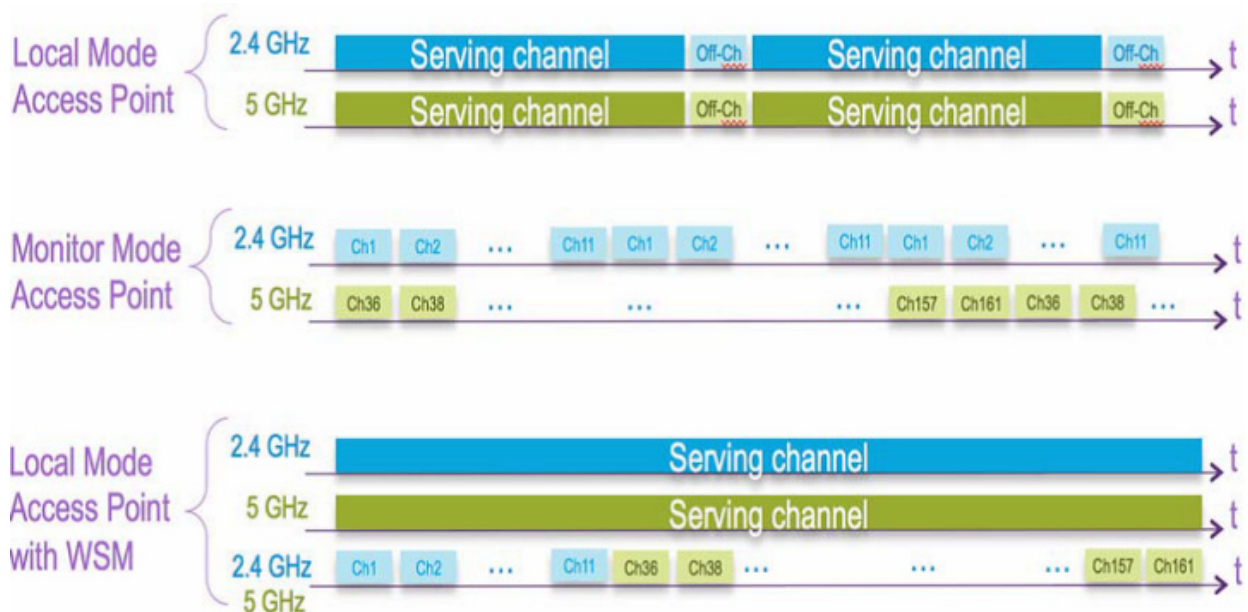 Local Mode
Access Point
2.4 GHz
Serving channel
Off-Ch
Serving channel
Off-Ch
t
5 GHz
Serving channel
Off-Ch
Serving channel
Off-Ch
t
Monitor Mode
Access Point
2.4 GHz
Ch1 Ch2 ... Ch11 Ch1 Ch2 ... Ch11 Ch1 Ch2 ... Ch11
t
5 GHz
Ch36 Ch38 ... ... ... Ch157 Ch161 Ch36 Ch38 ...
t
Local Mode
Access Point
with WSM
2.4 GHz
Serving channel
t
5 GHz
Serving channel
t
2.4 GHz
5 GHz
Ch1 Ch2 ... Ch11 Ch36 Ch38 ... ... ... Ch157 Ch161
t